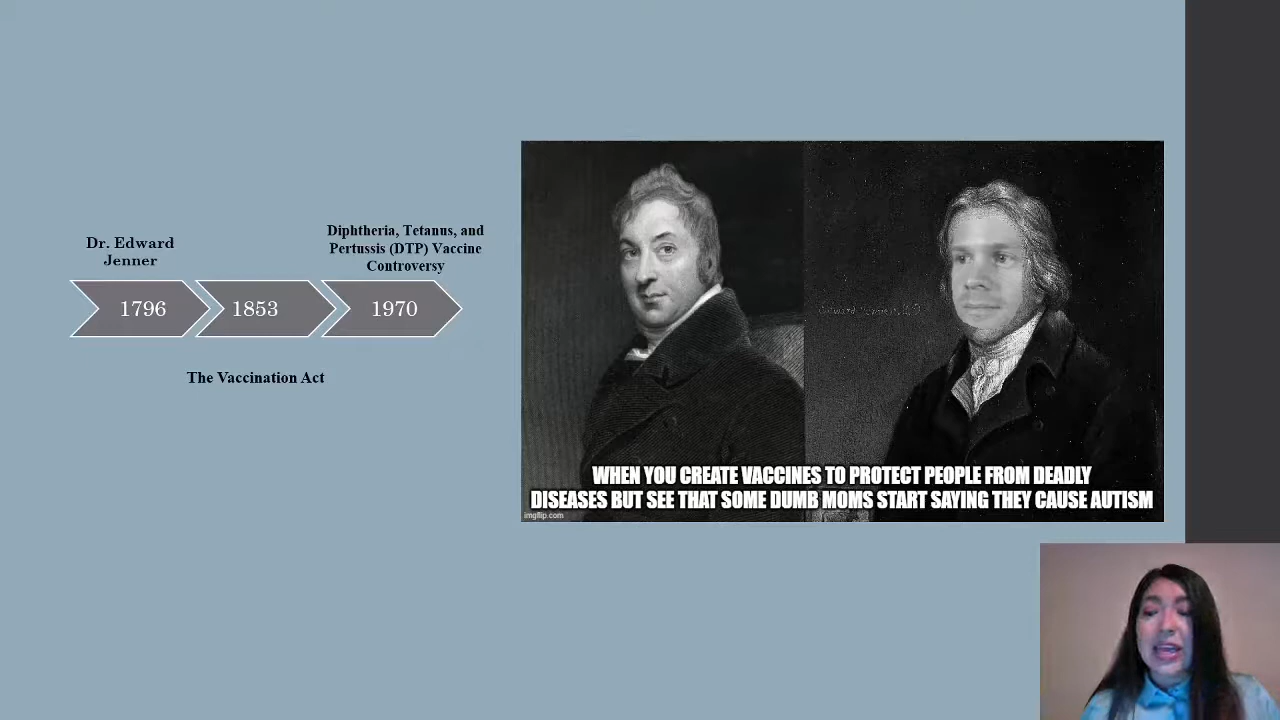 Dr. Edward
Jenner
Diphtheria, Tetanus, and
Pertussis (DTP) Vaccine
Controversy
1796
1853
1970
The Vaccination Act
WHEN YOU CREATE VACCINES TO PROTECT PEOPLE FROM DEADLY
DISEASES BUT SEE THAT SOME DUMB MOMS START SAYING THEY CAUSE AUTISM
imgflip.com